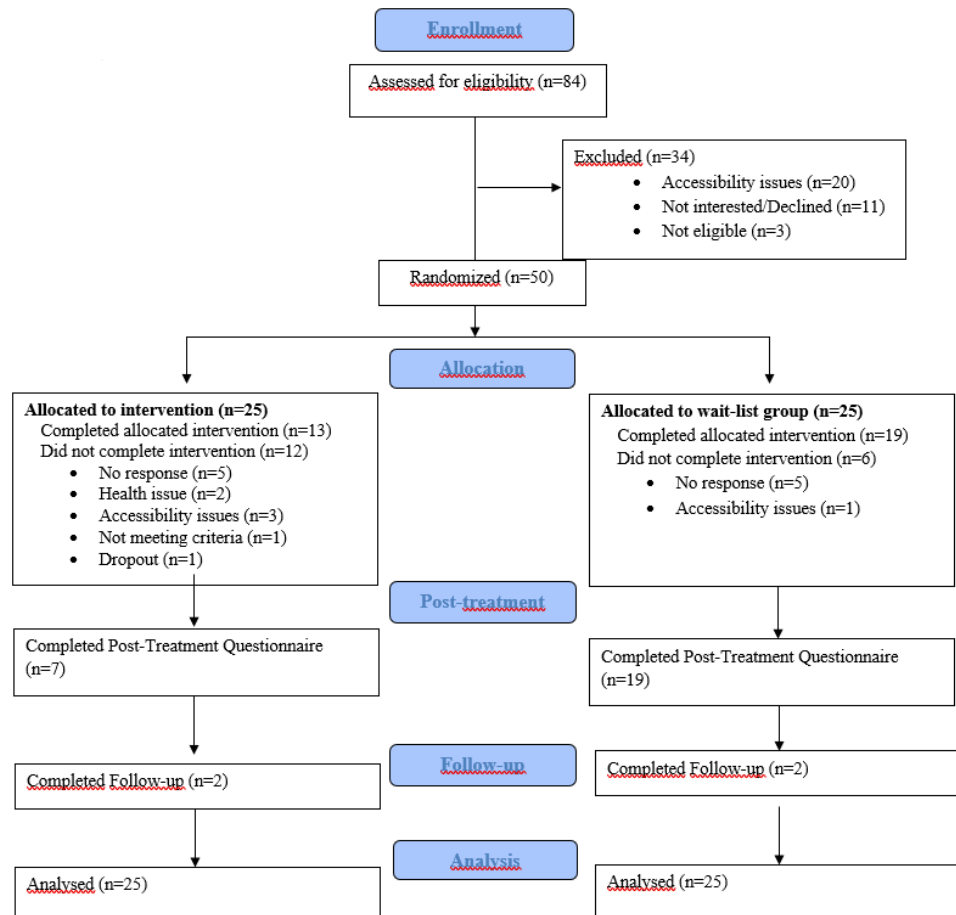 Enrollment
Assessed for eligibility (n=84)
Excluded (n=34)
• Accessibility issues (n=20)
• Not interested/Declined (n=11)
• Not eligible (n=3)
Randomized (n=50)
Allocation
Allocated to intervention (n=25)
Completed allocated intervention (n=13)
Did not complete intervention (n=12)
• No response (n=5)
• Health issue (n=2)
• Accessibility issues (n=3)
• Not meeting criteria (n=1)
• Dropout (n=1)
Allocated to wait-list group (n=25)
Completed allocated intervention (n=19)
Did not complete intervention (n=6)
• No response (n=5)
• Accessibility issues (n=1)
Post-treatment
Completed Post-Treatment Questionnaire
(n=7)
Completed Post-Treatment Questionnaire
(n=19)
Follow-up
Completed Follow-up (n=2)
Completed Follow-up (n=2)
Analysis
Analysed (n=25)
Analysed (n=25)